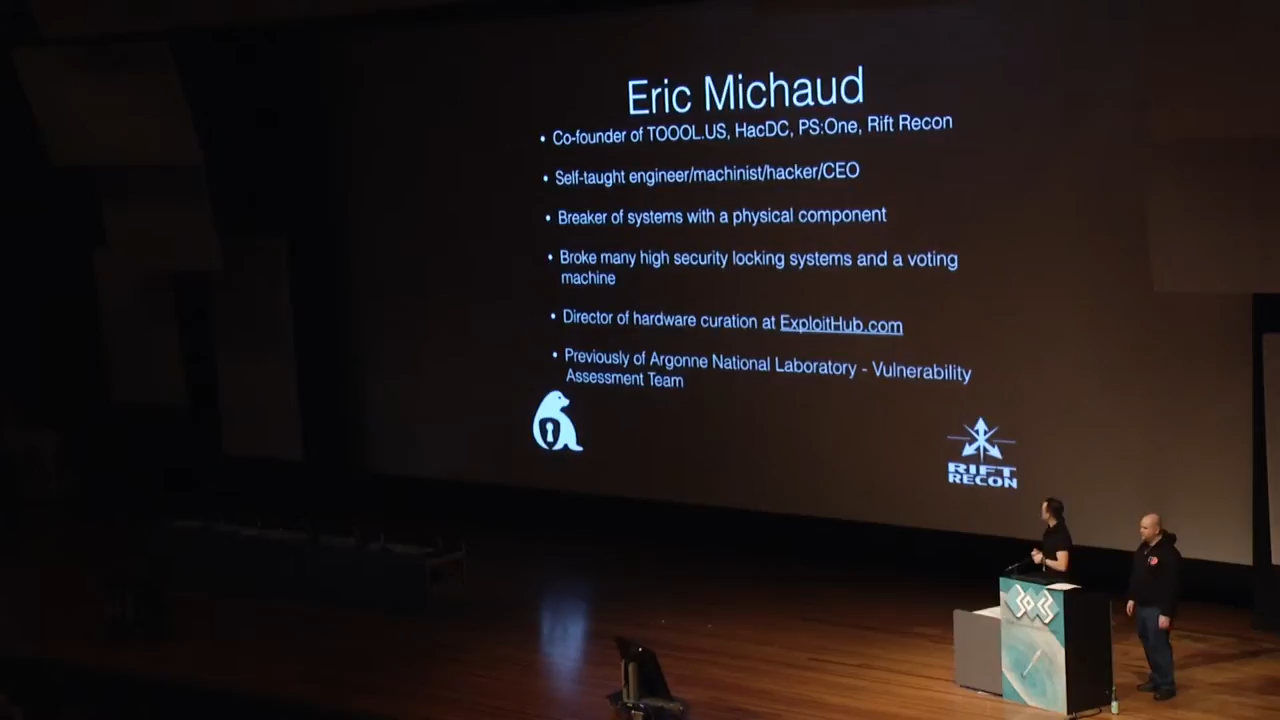 Eric Michaud
• Co-founder of TOOOL.US, HacDC, PS:One, Rift Recon
• Self-taught engineer/machinist/hacker/CEO
• Breaker of systems with a physical component
• Broke many high security locking systems and a voting
machine
• Director of hardware curation at ExploitHub.com
• Previously of Argonne National Laboratory - Vulnerability
Assessment Team
RIFT
RECON
30C3